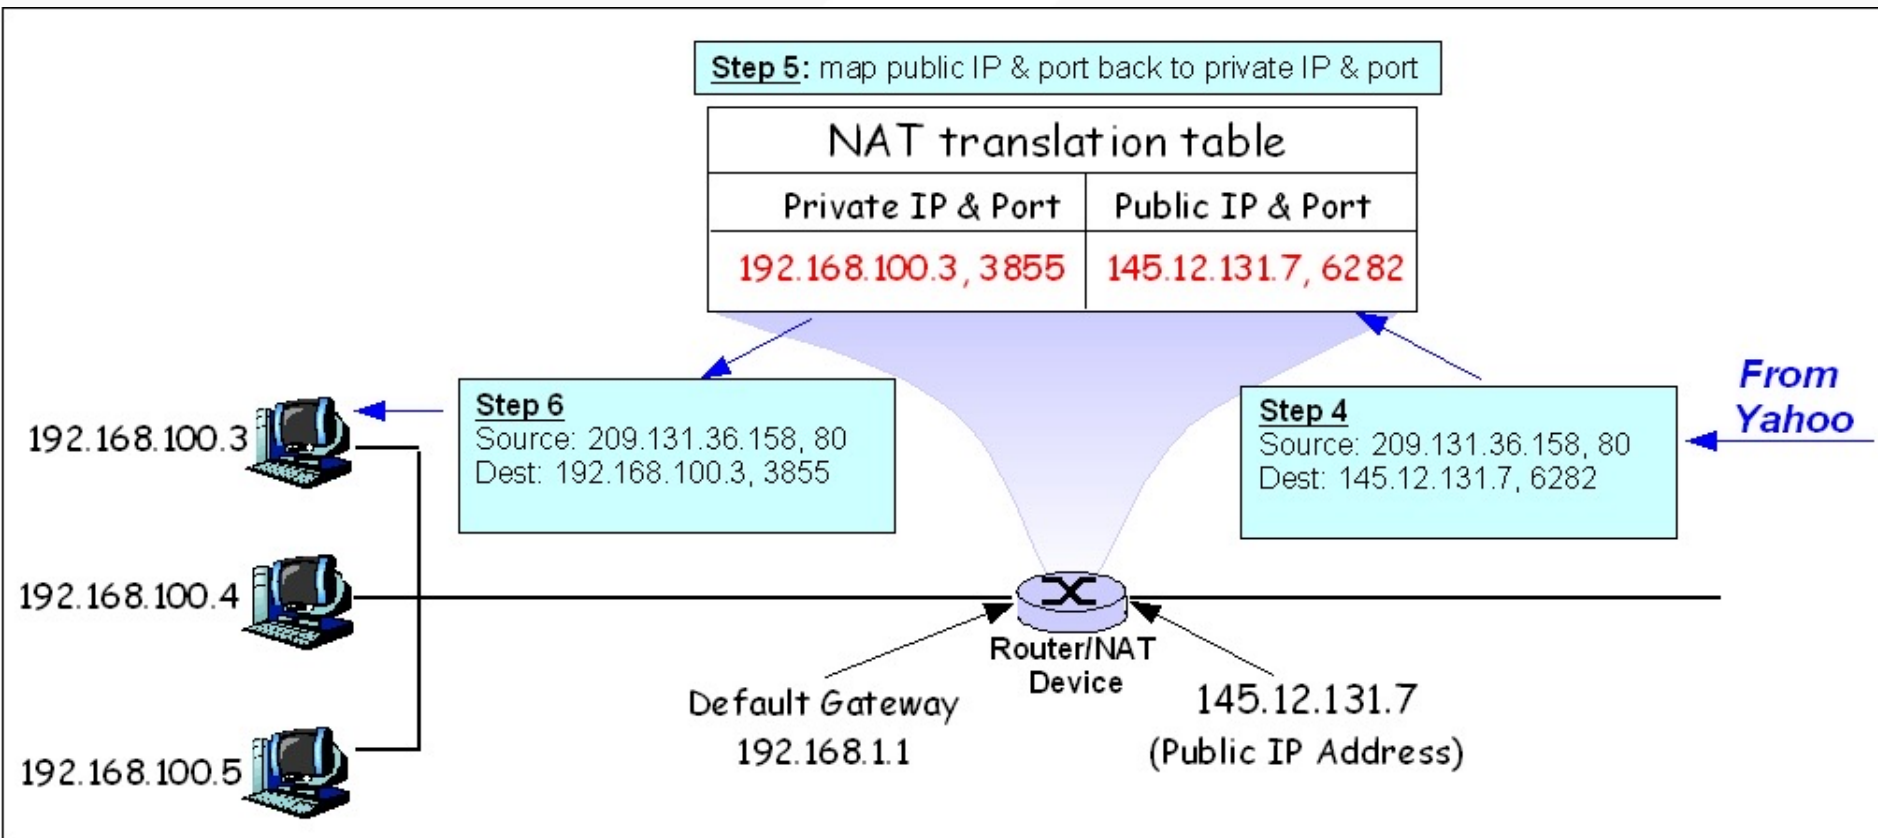 Step 5: map public IP & port back to private IP & port
NAT translation table
Private IP & Port
Public IP & Port
192.168.100.3, 3855
145.12.131.7, 6282
From
Yahoo
Step 6
Source: 209.131.36.158, 80
Dest: 192.168.100.3, 3855
Step 4
Source: 209.131.36.158, 80
Dest: 145.12.131.7, 6282
192.168.100.3
192.168.100.4
192.168.100.5
Router/NAT
Device
Default Gateway
192.168.1.1
145.12.131.7
(Public IP Address)